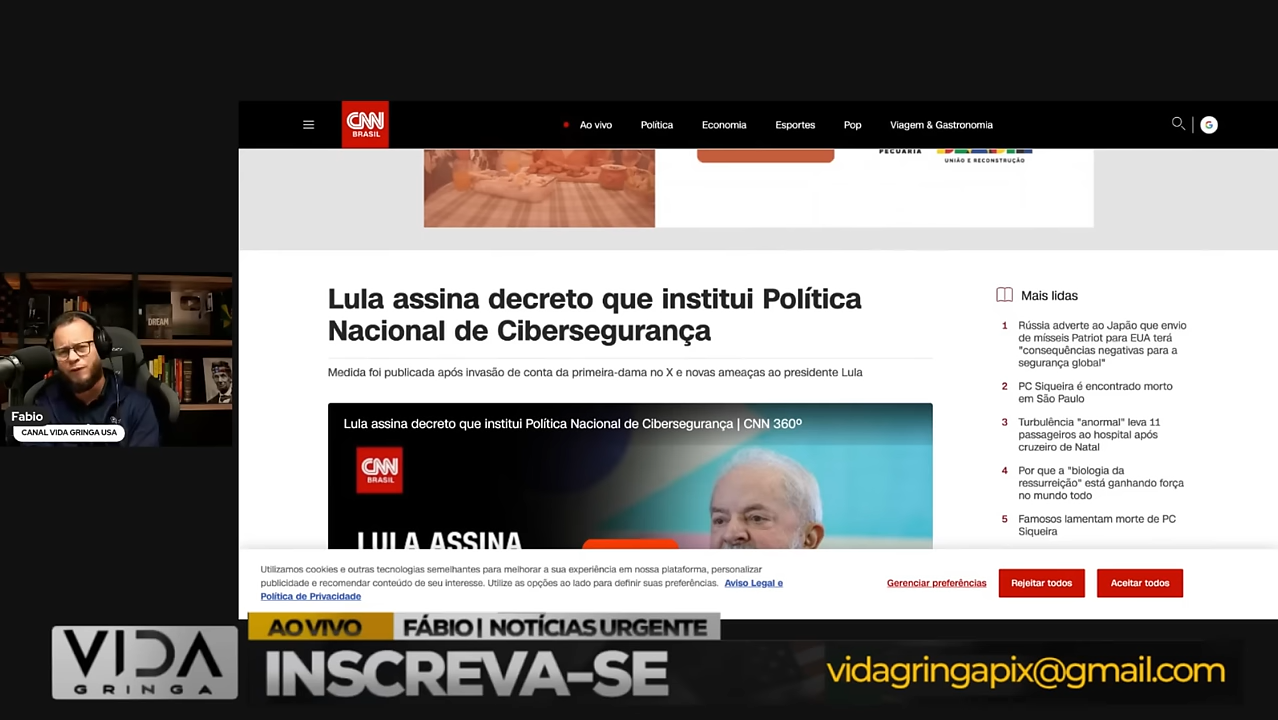 CNN
BRASIL
Ao vivo
Política
Economia
Esportes
Pop
Viagem & Gastronomia
PECUÁRIA
UNIÃO E RECONSTRUÇÃO
Lula assina decreto que institui Política
Nacional de Cibersegurança
Medida foi publicada após invasão de conta da primeira-dama no X e novas ameaças ao presidente Lula
Lula assina decreto que institui Política Nacional de Cibersegurança | CNN 360º
CNN
BRASIL
LULA ASSINA
Mais lidas
1 Rússia adverte ao Japão que envio
de mísseis Patriot para EUA terá
"consequências negativas para a
segurança global"
2 PC Siqueira é encontrado morto
em São Paulo
3 Turbulência "anormal" leva 11
passageiros ao hospital após
cruzeiro de Natal
4 Por que a "biologia da
ressurreição" está ganhando força
no mundo todo
5 Famosos lamentam morte de PC
Siqueira
DREAM
Fabio
CANAL VIDA GRINGA USA
Utilizamos cookies e outras tecnologias semelhantes para melhorar a sua experiência em nossa plataforma, personalizar
publicidade e recomendar conteúdo de seu interesse. Utilize as opções ao lado para definir suas preferências. Aviso Legal e
Política de Privacidade
Gerenciar preferências
Rejeitar todos
Aceitar todos
AO VIVO
FÁBIO | NOTÍCIAS URGENTE
VIDA
GRINGA
INSCREVA-SE
vidagringapix@gmail.com